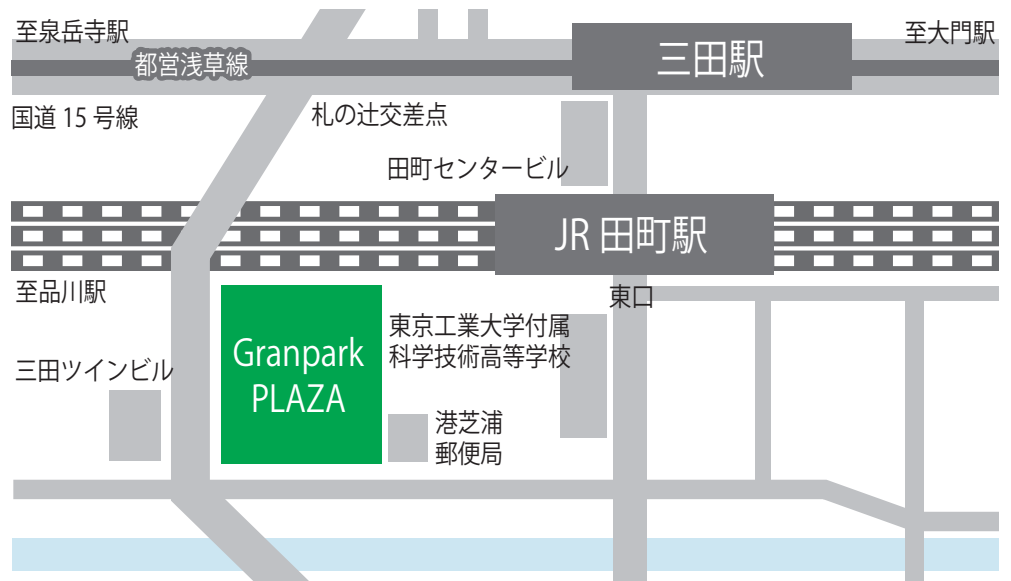 至泉岳寺駅
至大門駅
都営浅草線
三田駅
国道 15 号線
札の辻交差点
田町センタービル
JR 田町駅
至品川駅
東口
東京工業大学付属
科学技術高等学校
Granpark
PLAZA
三田ツインビル
港芝浦
郵便局